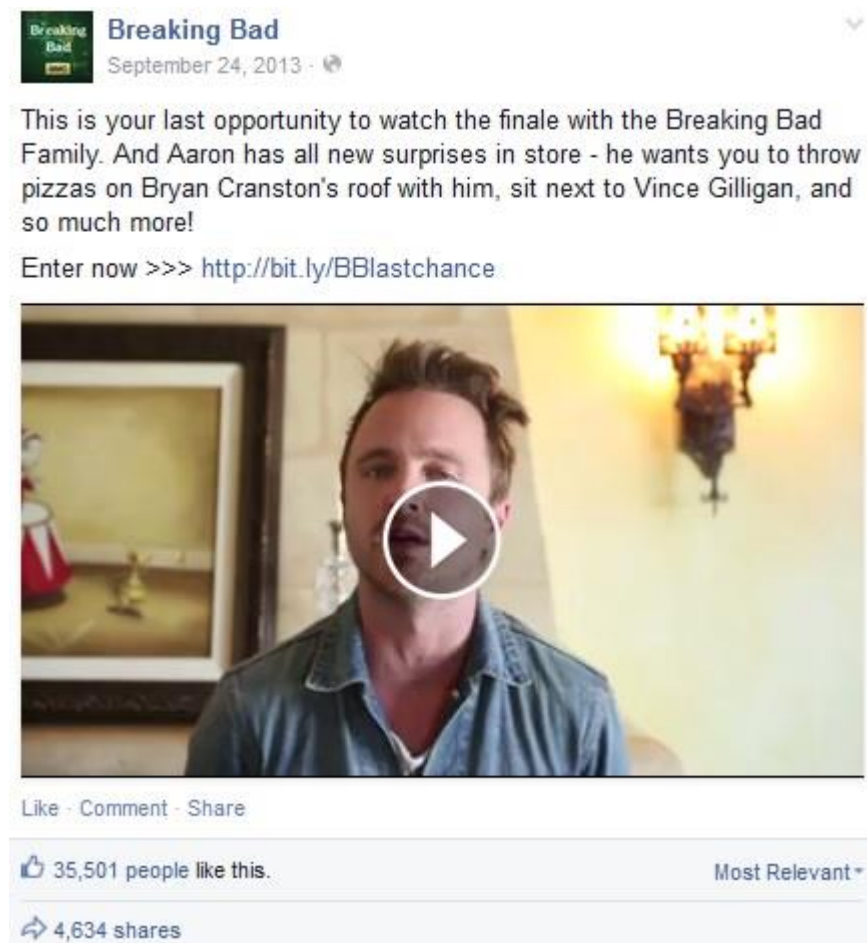 Breaking
Bad
AMC
Breaking Bad
September 24, 2013 ·
This is your last opportunity to watch the finale with the Breaking Bad
Family. And Aaron has all new surprises in store - he wants you to throw
pizzas on Bryan Cranston's roof with him, sit next to Vince Gilligan, and
so much more!
Enter now >>> http://bit.ly/BBlastchance
Like · Comment · Share
35,501 people like this.
Most Relevant
4,634 shares